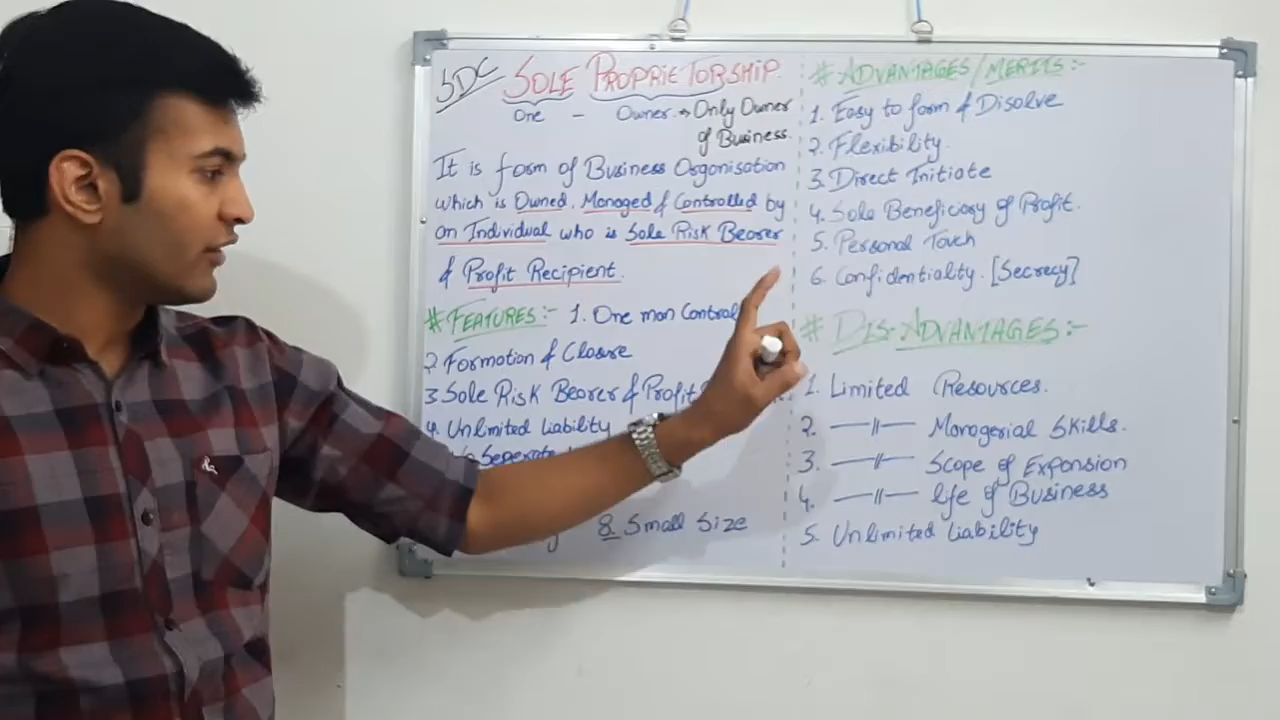 SDC SOLE PROPRIETORSHIP
One - Owner → Only Owner
of Business.
It is form of Business Organisation
which is Owned, Managed & Controlled by
an Individual who is Sole Risk Bearer
& Profit Recipient.
# FEATURES:- 1. One man Control
2 Formation & Closure
3. Sole Risk Bearer & Profit
4. Unlimited Liability
Seperate
8. Small Size
# ADVANTAGES/MERITS:-
1. Easy to form & Dissolve
2. Flexibility.
3. Direct Initiate
4. Sole Beneficiary of Profit.
5. Personal Touch
6. Confidentiality. [Secrecy]
# DIS-ADVANTAGES:-
1. Limited Resources.
2. —||— Managerial Skills.
3. —||— Scope of Expansion
4. —||— life of Business
5. Unlimited Liability